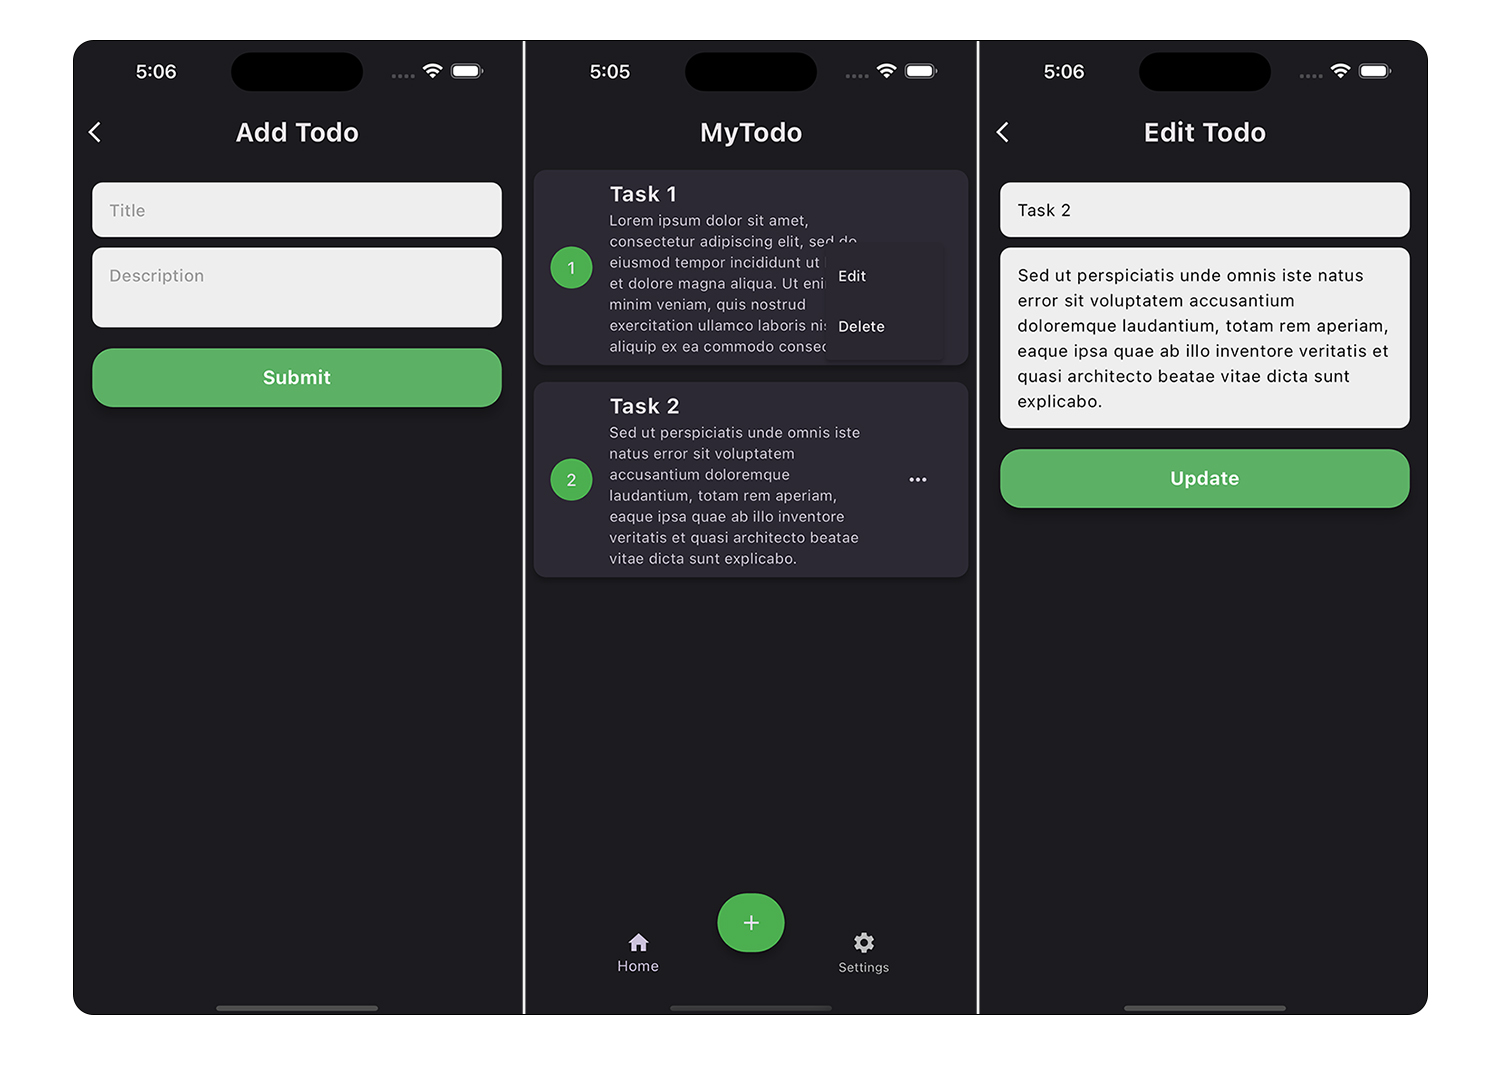 5:06
Add Todo
Title
Description
Submit
5:05
MyTodo
Task 1
Lorem ipsum dolor sit amet,
consectetur adipiscing elit, sed do
eiusmod tempor incididunt ut
et dolore magna aliqua. Ut eni
minim veniam, quis nostrud
exercitation ullamco laboris nis
aliquip ex ea commodo consec
1
Edit
Delete
Task 2
Sed ut perspiciatis unde omnis iste
natus error sit voluptatem
accusantium doloremque
laudantium, totam rem aperiam,
eaque ipsa quae ab illo inventore
veritatis et quasi architecto beatae
vitae dicta sunt explicabo.
2
Home
+
Settings
5:06
Edit Todo
Task 2
Sed ut perspiciatis unde omnis iste natus
error sit voluptatem accusantium
doloremque laudantium, totam rem aperiam,
eaque ipsa quae ab illo inventore veritatis et
quasi architecto beatae vitae dicta sunt
explicabo.
Update